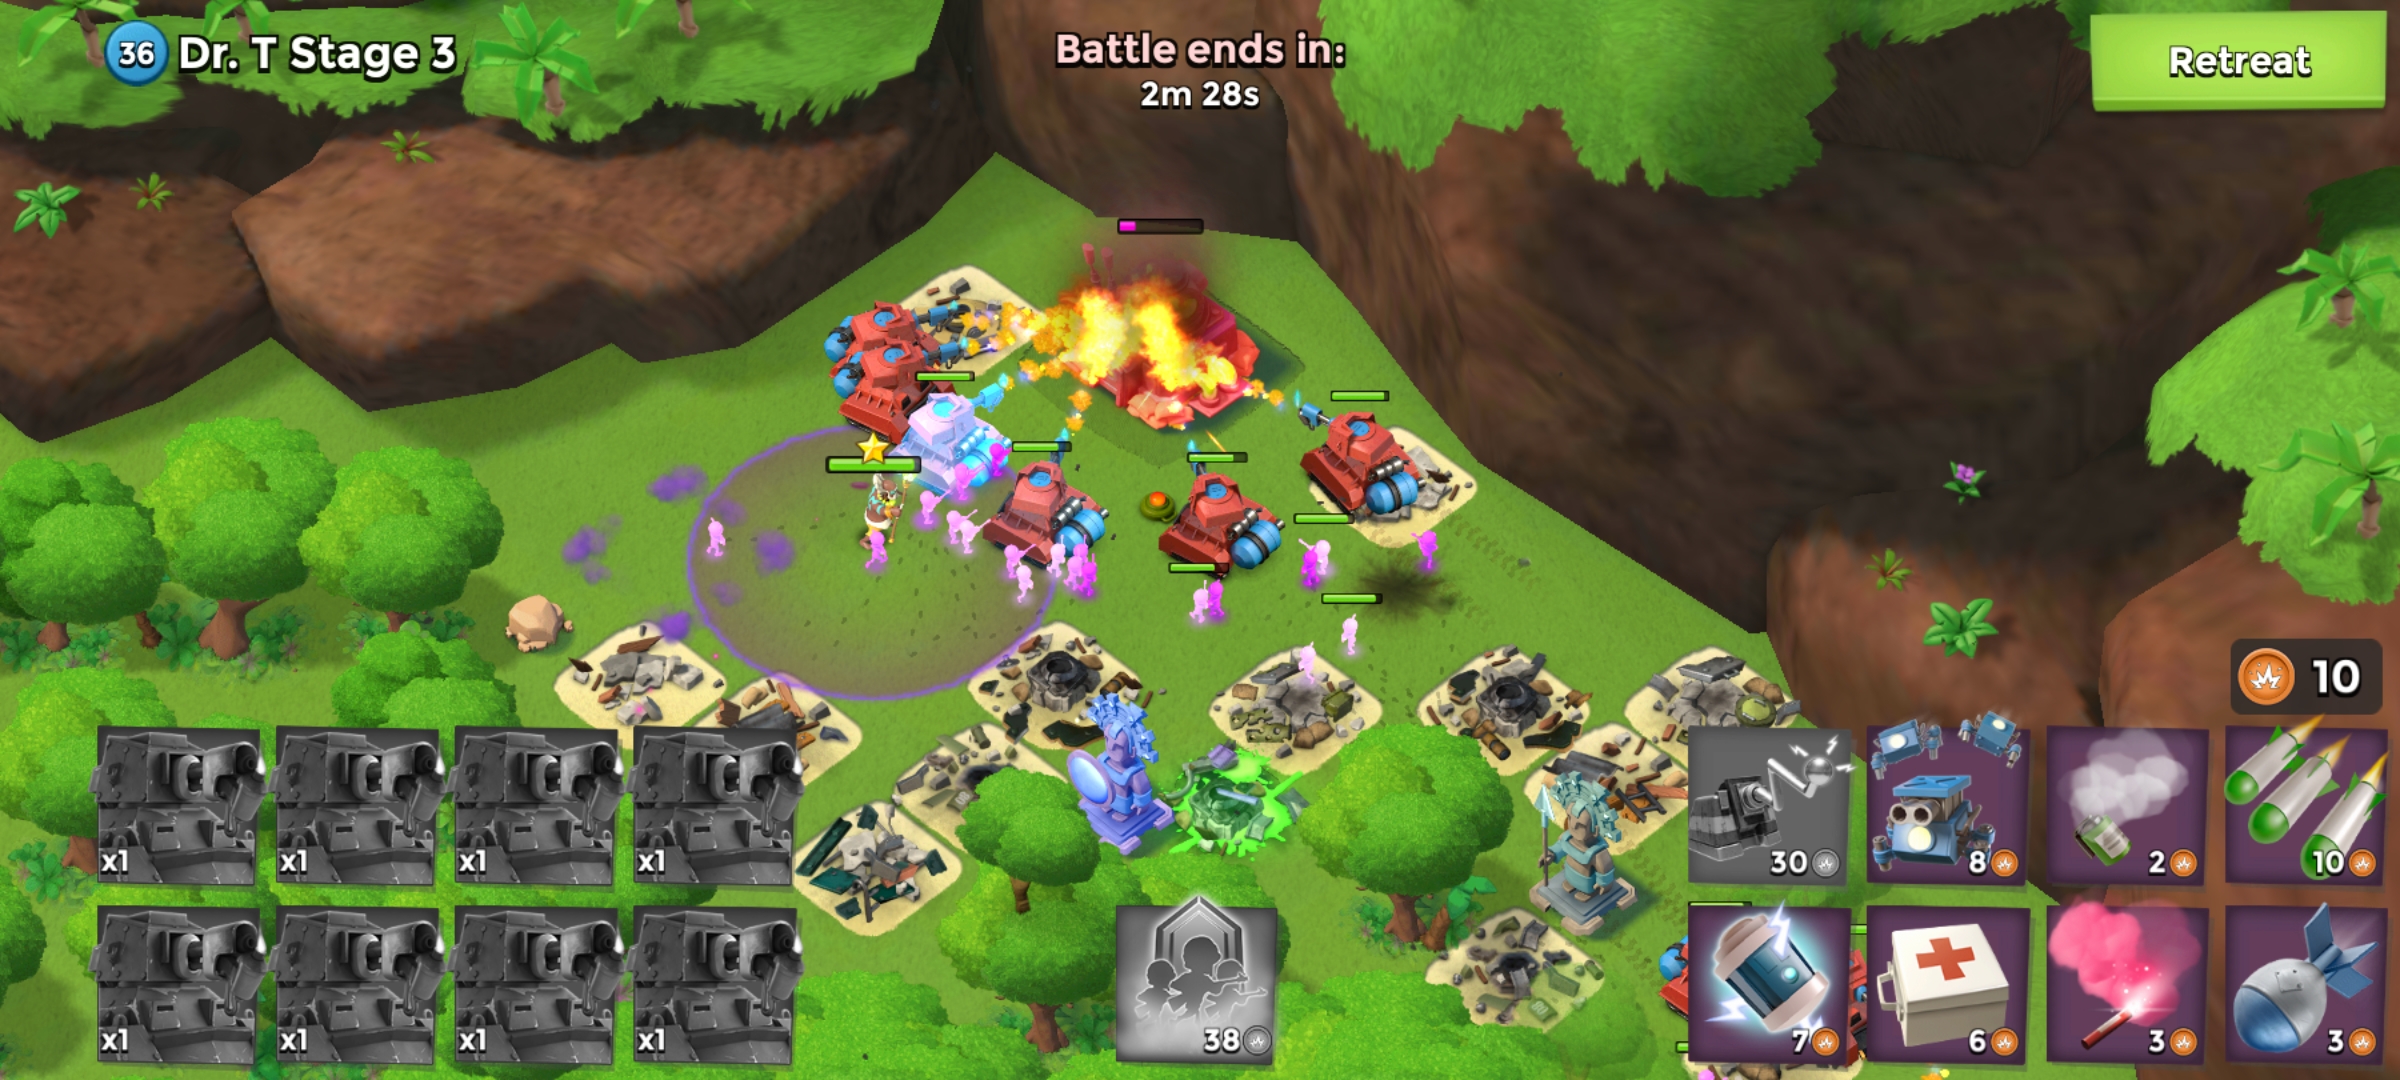 36 Dr. T Stage 3
Battle ends in:
2m 28s
Retreat
10
x1 x1 x1 x1
30 8 2 10
x1 x1 x1 x1
38
7 6 3 3